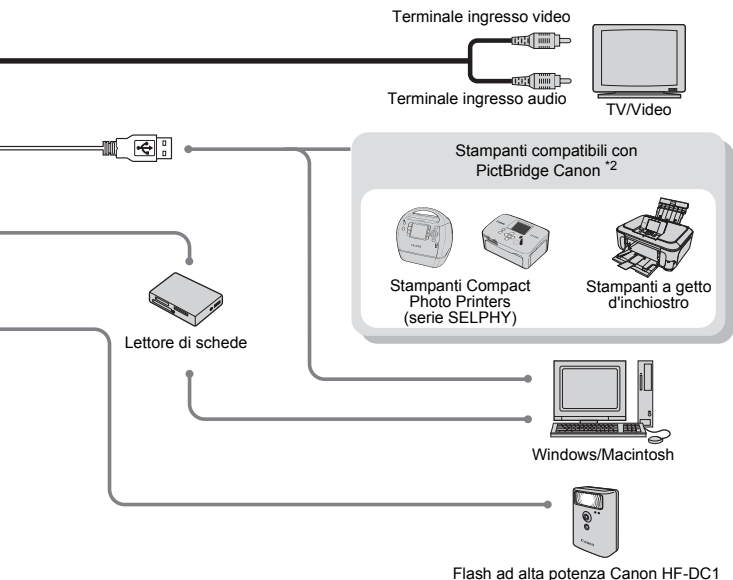 Terminale ingresso video
Terminale ingresso audio
TV/Video
Stampanti compatibili con
PictBridge Canon *2
Stampanti Compact
Photo Printers
(serie SELPHY)
Stampanti a getto
d'inchiostro
Lettore di schede
Windows/Macintosh
Canon
Flash ad alta potenza Canon HF-DC1